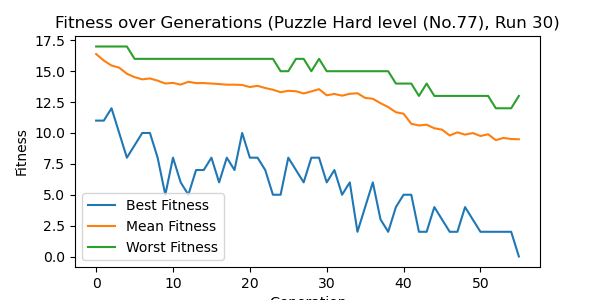 Fitness over Generations (Puzzle Hard level (No.77), Run 30)
Fitness
17.5
15.0
12.5
10.0
7.5
5.0
2.5
0.0
Best Fitness
Mean Fitness
Worst Fitness
0 10 20 30 40 50
Generation